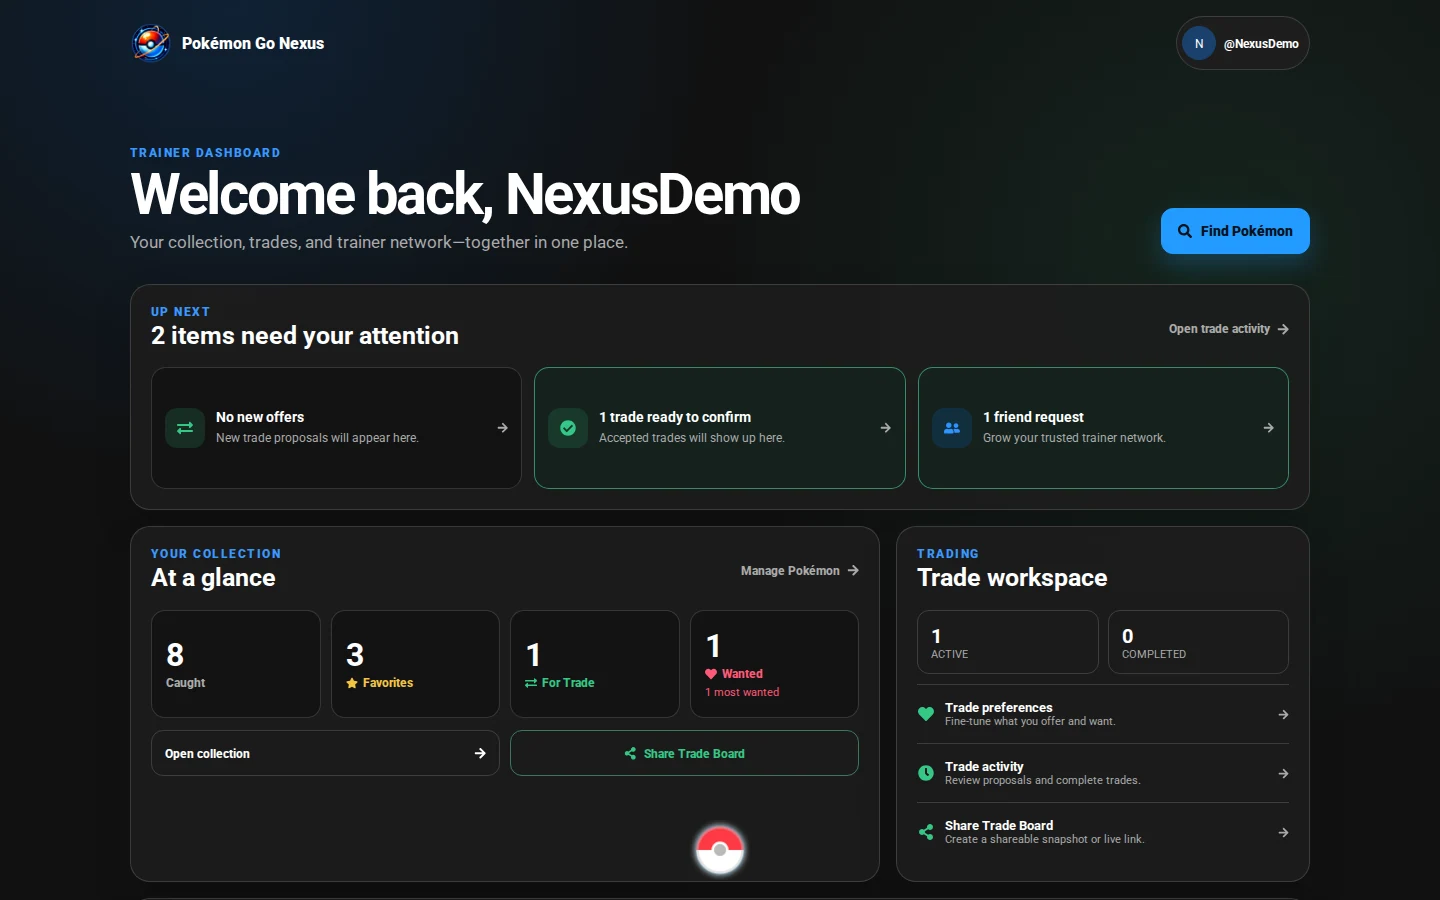 Pokémon Go Nexus
N
@NexusDemo
TRAINER DASHBOARD
Welcome back, NexusDemo
Your collection, trades, and trainer network—together in one place.
Find Pokémon
UP NEXT
2 items need your attention
Open trade activity
No new offers
New trade proposals will appear here.
1 trade ready to confirm
Accepted trades will show up here.
1 friend request
Grow your trusted trainer network.
YOUR COLLECTION
At a glance
Manage Pokémon
8
Caught
3
Favorites
1
For Trade
1
Wanted
1 most wanted
Open collection
Share Trade Board
TRADING
Trade workspace
1
ACTIVE
0
COMPLETED
Trade preferences
Fine-tune what you offer and want.
Trade activity
Review proposals and complete trades.
Share Trade Board
Create a shareable snapshot or live link.